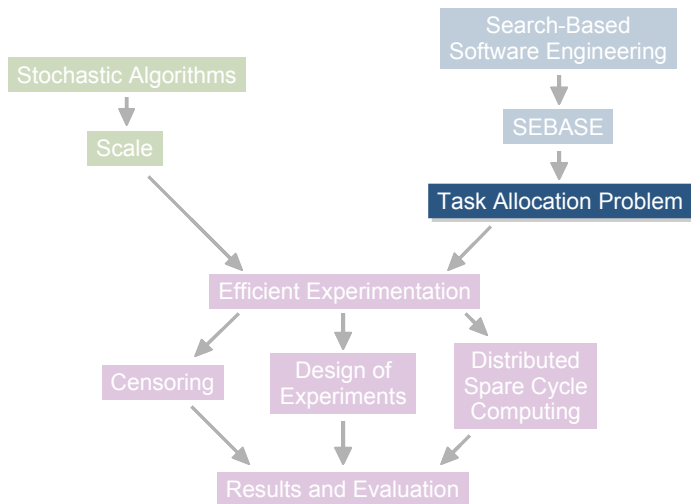 Search-Based
Software Engineering
Stochastic Algorithms
SEBASE
Scale
Task Allocation Problem
Efficient Experimentation
Censoring
Design of
Experiments
Distributed
Spare Cycle
Computing
Results and Evaluation